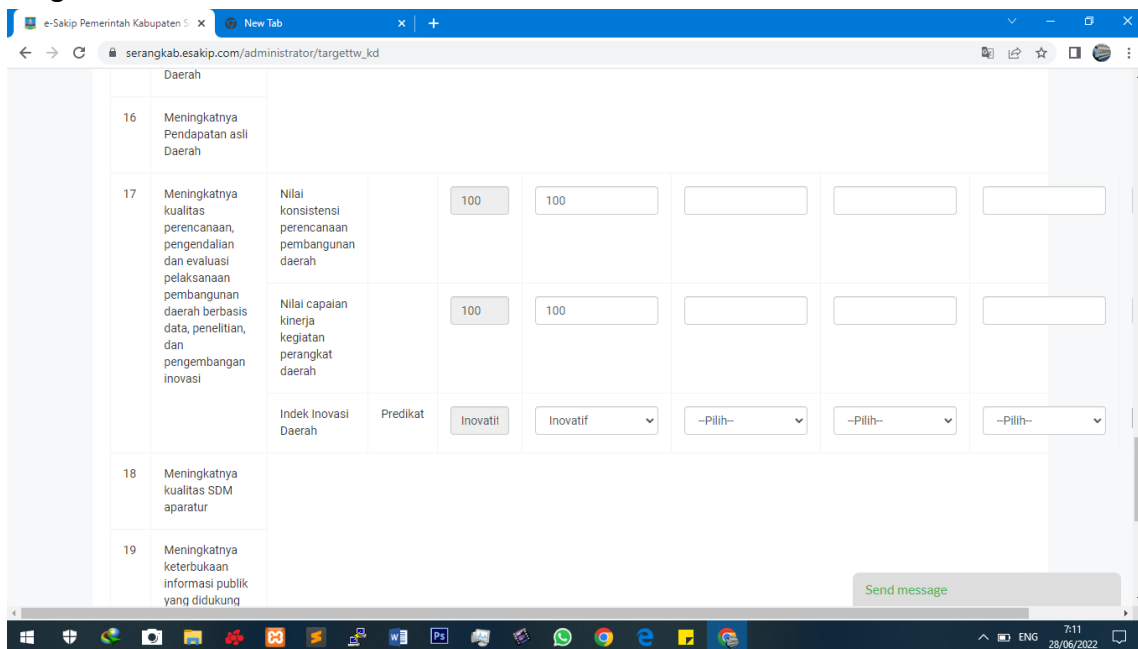 e-Sakip Pemerintah Kabupaten S
New Tab
serangkab.esakip.com/administrator/targettw_kd
Daerah
16
Meningkatnya
Pendapatan asli
Daerah
17
Meningkatnya
kualitas
perencanaan,
pengendalian
dan evaluasi
pelaksanaan
pembangunan
daerah berbasis
data, penelitian,
dan
pengembangan
inovasi
Nilai
konsistensi
perencanaan
pembangunan
daerah
100
100
Nilai capaian
kinerja
kegiatan
perangkat
daerah
100
100
Indek Inovasi
Daerah
Predikat
Inovatif
Inovatif
--Pilih--
--Pilih--
--Pilih--
18
Meningkatnya
kualitas SDM
aparatur
19
Meningkatnya
keterbukaan
informasi publik
yang didukung
Send message
ENG
7:11
28/06/2022